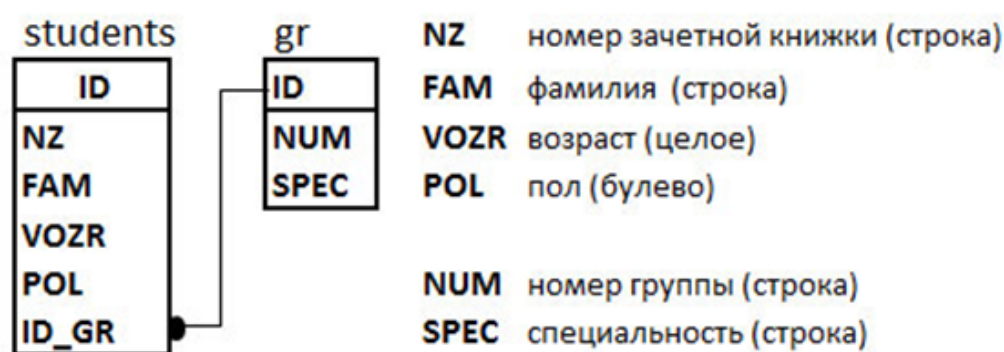 students gr
ID
NZ
FAM
VOZR
POL
ID_GR
ID
NUM
SPEC
NZ номер зачетной книжки (строка)
FAM фамилия (строка)
VOZR возраст (целое)
POL пол (булево)
NUM номер группы (строка)
SPEC специальность (строка)